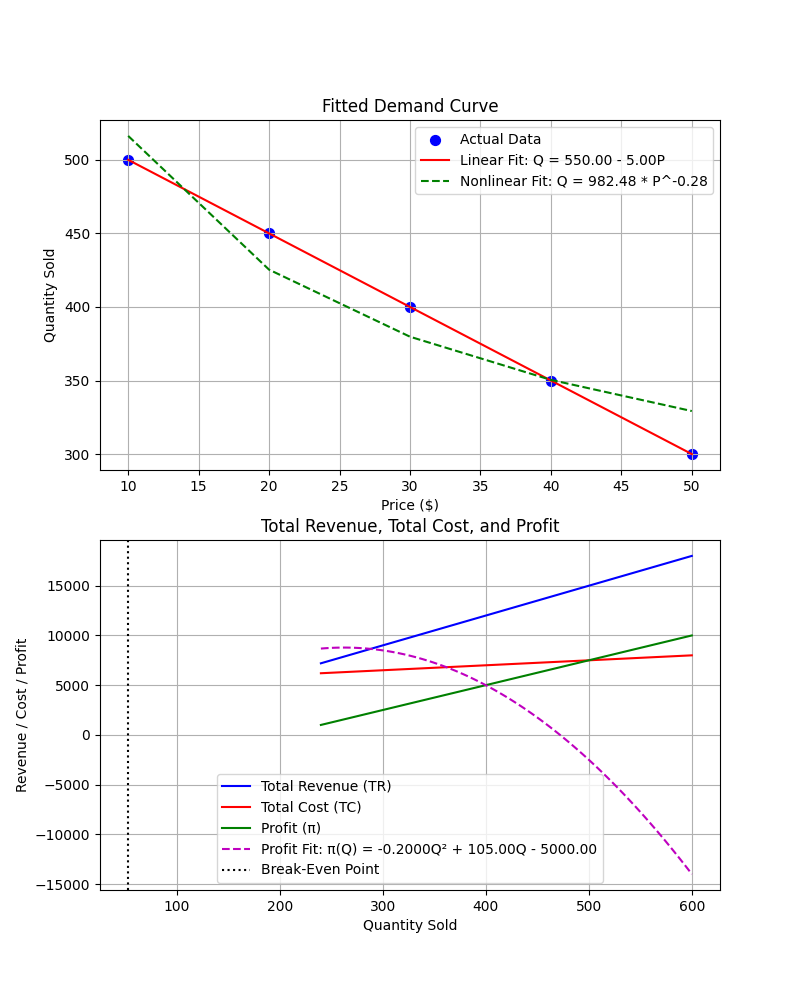 Fitted Demand Curve
Actual Data
Linear Fit: Q = 550.00 - 5.00P
Nonlinear Fit: Q = 982.48 * P^-0.28
Quantity Sold
500
450
400
350
300
10 15 20 25 30 35 40 45 50
Price ($)
Total Revenue, Total Cost, and Profit
Revenue / Cost / Profit
15000
10000
5000
0
−5000
−10000
−15000
Total Revenue (TR)
Total Cost (TC)
Profit (π)
Profit Fit: π(Q) = -0.2000Q² + 105.00Q - 5000.00
Break-Even Point
100 200 300 400 500 600
Quantity Sold